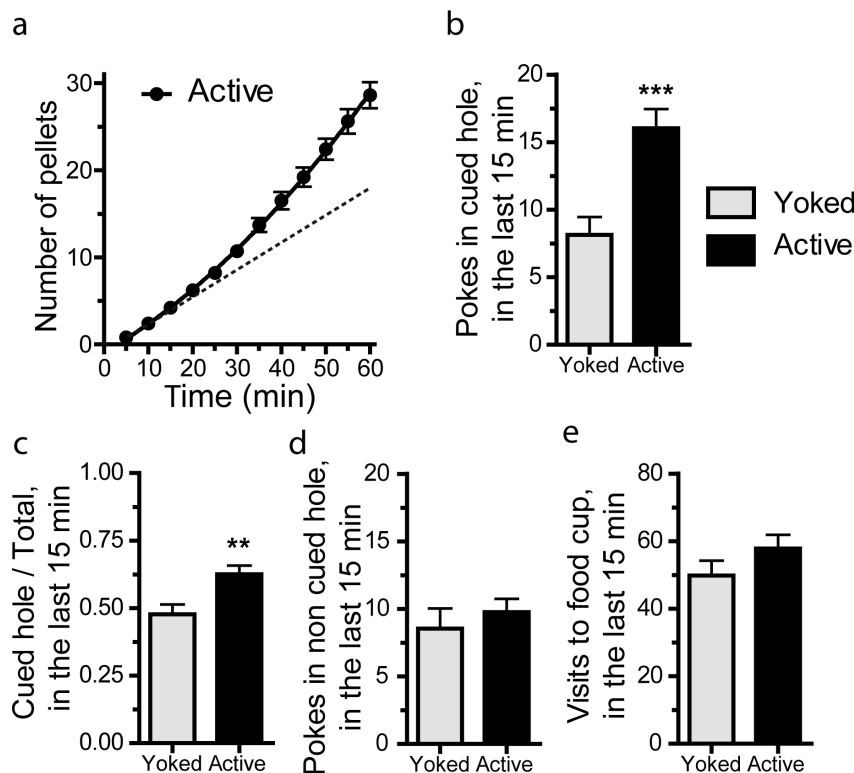 a
Number of pellets
30
20
10
0
Active
0 10 20 30 40 50 60
Time (min)
b
Pokes in cued hole,
in the last 15 min
20
15
10
5
0
***
Yoked Active
Yoked
Active
c
Cued hole / Total,
in the last 15 min
1.00
0.75
0.50
0.25
0.00
**
Yoked Active
d
Pokes in non cued hole,
in the last 15 min
20
15
10
5
0
Yoked Active
e
Visits to food cup,
in the last 15 min
80
60
40
20
0
Yoked Active